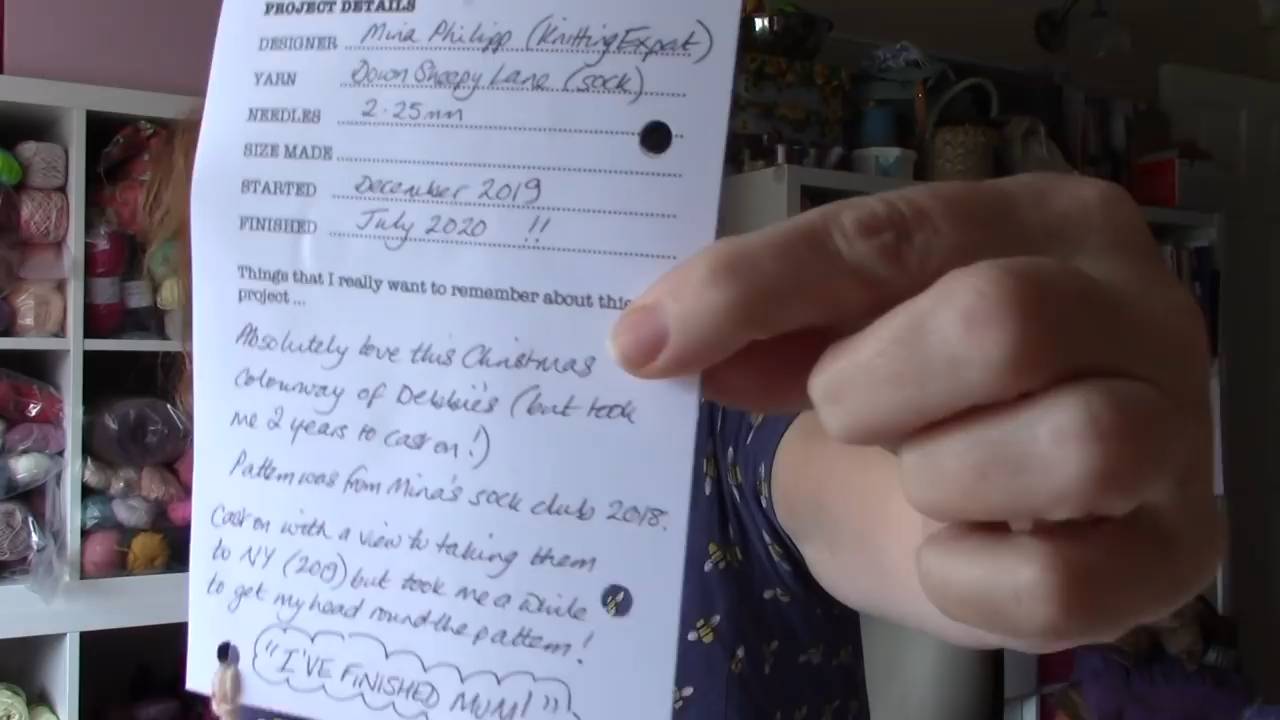 PROJECT DETAILS
DESIGNER Mina Philipp (KnittingExpat)
YARN Down Sheepy Lane (sock)
NEEDLES 2.25mm
SIZE MADE
STARTED December 2019
FINISHED July 2020 !!
Things that I really want to remember about this
project ...
Absolutely love this Christmas
colourway of Debbie's (but took
me 2 years to cast on!)
Pattern was from Mina's sock club 2018.
Cast on with a view to taking them
to NY (2019) but took me a while
to get my head round the pattern!
"I'VE FINISHED MUM!"